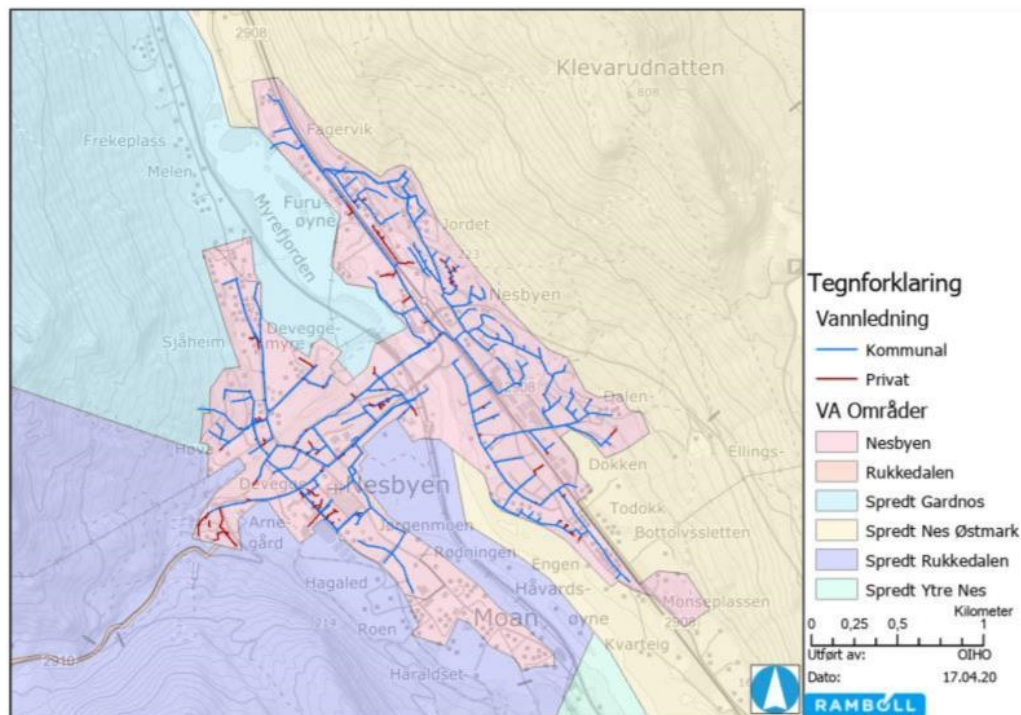 2908
Klevarudnatten
808
Fagervik
Frekeplass
Melen
Furu-
øyne
Myrefjorden
Jordet
223
Nesbyen
Devegge-
myre
Sjåheim
Dalen-
Hove
Ellings-
Dokken
Devegge
Nesbyen
Todokk
Arne-
gård
Jørgenmoen
Bottolvssletten
Rødningen
Engen
Hagaled
Håvards-
øyne
Monseplassen
Moan
2908
Roen
Kvarteig
2910
Haraldset-
Tegnforklaring
Vannledning
Kommunal
Privat
VA Områder
Nesbyen
Rukkedalen
Spredt Gardnos
Spredt Nes Østmark
Spredt Rukkedalen
Spredt Ytre Nes
Kilometer
0 0,25 0,5 1
Utført av: OIHO
Dato: 17.04.20
RAMBOLL